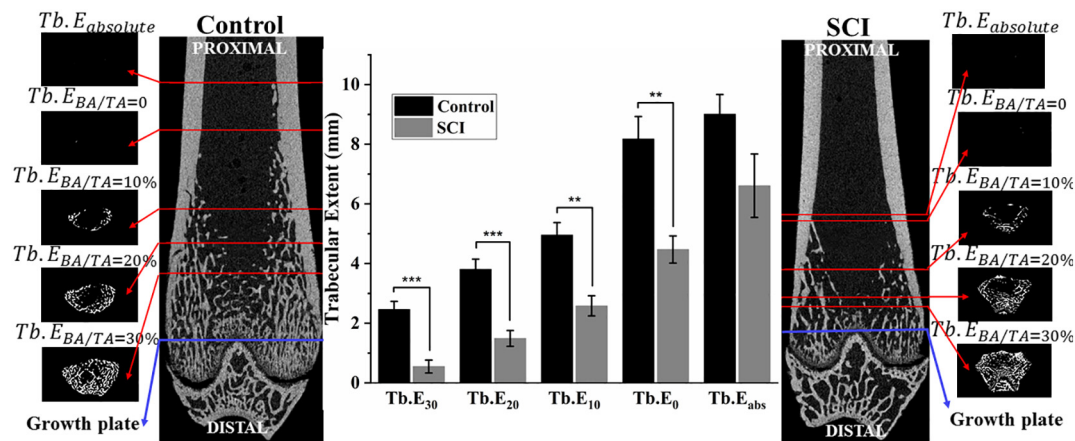 Tb.E_absolute
Tb.E_BA/TA=0
Tb.E_BA/TA=10%
Tb.E_BA/TA=20%
Tb.E_BA/TA=30%
Growth plate
Control
PROXIMAL
DISTAL
Trabecular Extent (mm)
10
8
6
4
2
0
Control
SCI
***
***
**
**
Tb.E30
Tb.E20
Tb.E10
Tb.E0
Tb.Eabs
SCI
PROXIMAL
DISTAL
Tb.E_absolute
Tb.E_BA/TA=0
Tb.E_BA/TA=10%
Tb.E_BA/TA=20%
Tb.E_BA/TA=30%
Growth plate